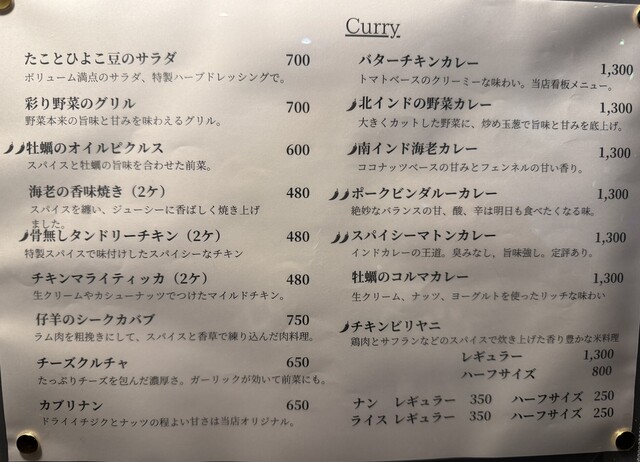 たことひよこ豆のサラダ 700
ボリューム満点のサラダ、特製ハーブドレッシングで。
彩り野菜のグリル 700
野菜本来の旨味と甘みを味わえるグリル。
牡蠣のオイルピクルス 600
スパイスと牡蠣の旨味を合わせた前菜。
海老の香味焼き（2ケ） 480
スパイスを纏い、ジューシーに香ばしく焼き上げ
ました。
骨無しタンドリーチキン（2ケ） 480
特製スパイスで味付けしたスパイシーなチキン
チキンマライティッカ（2ケ） 480
生クリームやカシューナッツでつけたマイルドチキン。
仔羊のシークカバブ 750
ラム肉を粗挽きにして、スパイスと香草で練り込んだ肉料理。
チーズクルチャ 650
たっぷりチーズを包んだ濃厚さ。ガーリックが効いて前菜にも。
カブリナン 650
ドライイチジクとナッツの程よい甘さは当店オリジナル。
Curry
バターチキンカレー 1,300
トマトベースのクリーミーな味わい。当店看板メニュー。
北インドの野菜カレー 1,300
大きくカットした野菜に、炒め玉葱で旨味と甘みを底上げ。
南インド海老カレー 1,300
ココナッツベースの甘みとフェンネルの甘い香り。
ポークビンダルーカレー 1,300
絶妙なバランスの甘、酸、辛は明日も食べたくなる味。
スパイシーマトンカレー 1,300
インドカレーの王道。臭みなし、旨味強し。定評あり。
牡蠣のコルマカレー 1,300
生クリーム、ナッツ、ヨーグルトを使ったリッチな味わい
チキンビリヤニ
鶏肉とサフランなどのスパイスで炊き上げた香り豊かな米料理
レギュラー 1,300
ハーフサイズ 800
ナン レギュラー 350 ハーフサイズ 250
ライス レギュラー 350 ハーフサイズ 250